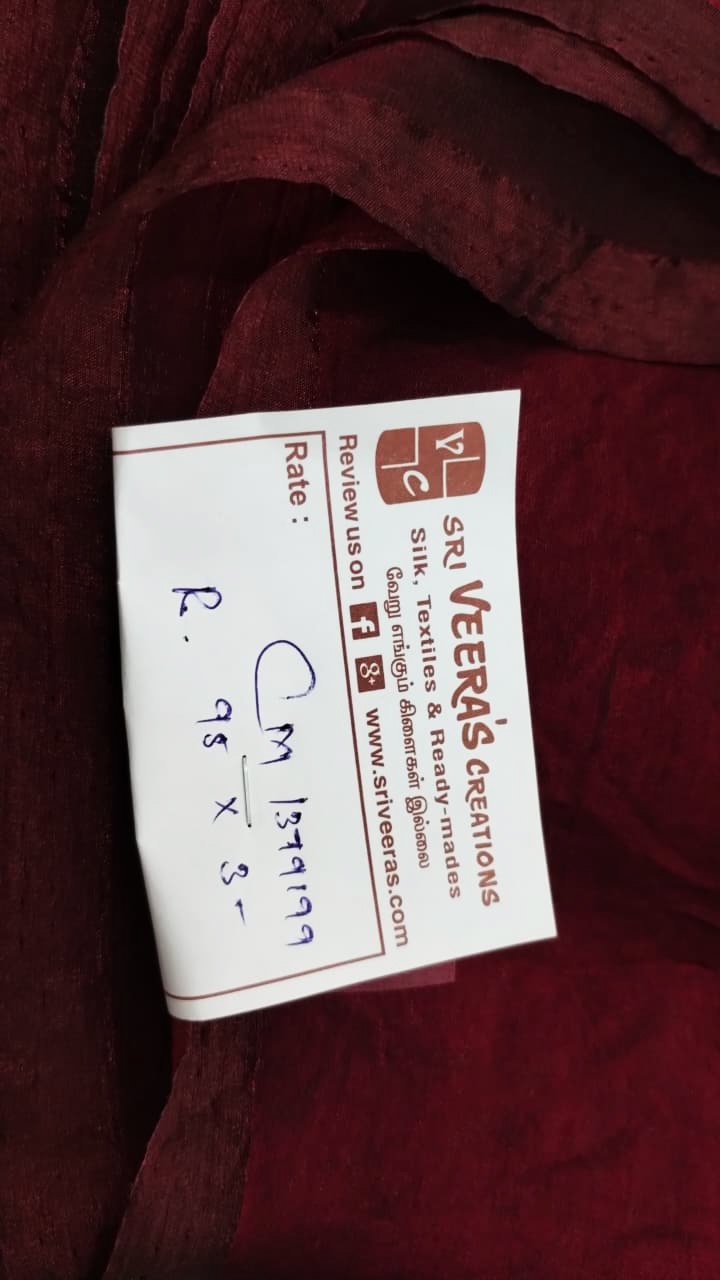 VC
SRI VEERA'S CREATIONS
Silk, Textiles & Ready-mades
வேறு எங்கும் கிளைகள் இல்லை
Review us on f g+ www.sriveeras.com
Rate :
CM 1379199
R. 95 x 3-